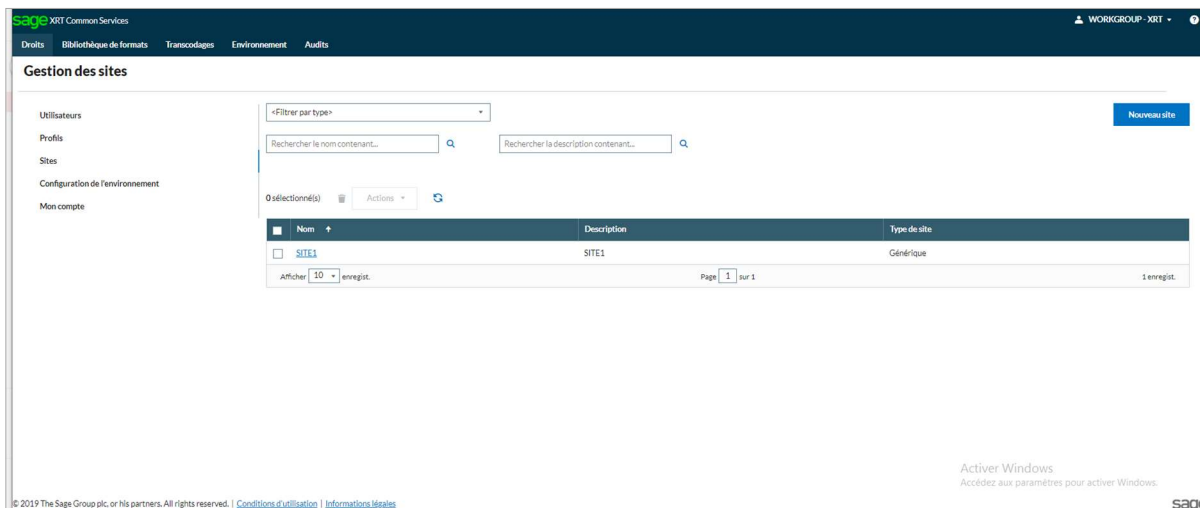 sage XRT Common Services
WORKGROUP - XRT
Droits Bibliothèque de formats Transcodages Environnement Audits
Gestion des sites
Utilisateurs
Profils
Sites
Configuration de l'environnement
Mon compte
<Filtrer par type>
Nouveau site
Rechercher le nom contenant...
Rechercher la description contenant...
0 sélectionné(s)
Actions
Nom Description Type de site
SITE1 SITE1 Générique
Afficher 10 enregist. Page 1 sur 1 1 enregist.
Activer Windows
Accédez aux paramètres pour activer Windows.
© 2019 The Sage Group plc, or his partners. All rights reserved. | Conditions d'utilisation | Informations légales
sage